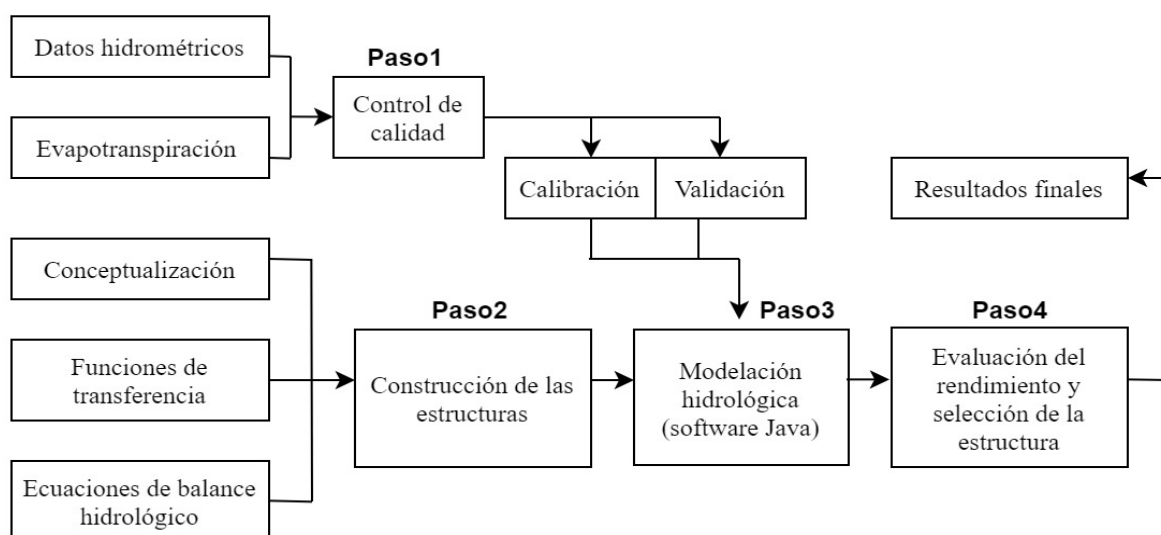 Datos hidrométricos
Evapotranspiración
Paso1
Control de
calidad
Calibración
Validación
Resultados finales
Conceptualización
Funciones de
transferencia
Ecuaciones de balance
hidrológico
Paso2
Construcción de las
estructuras
Paso3
Modelación
hidrológica
(software Java)
Paso4
Evaluación del
rendimiento y
selección de la
estructura